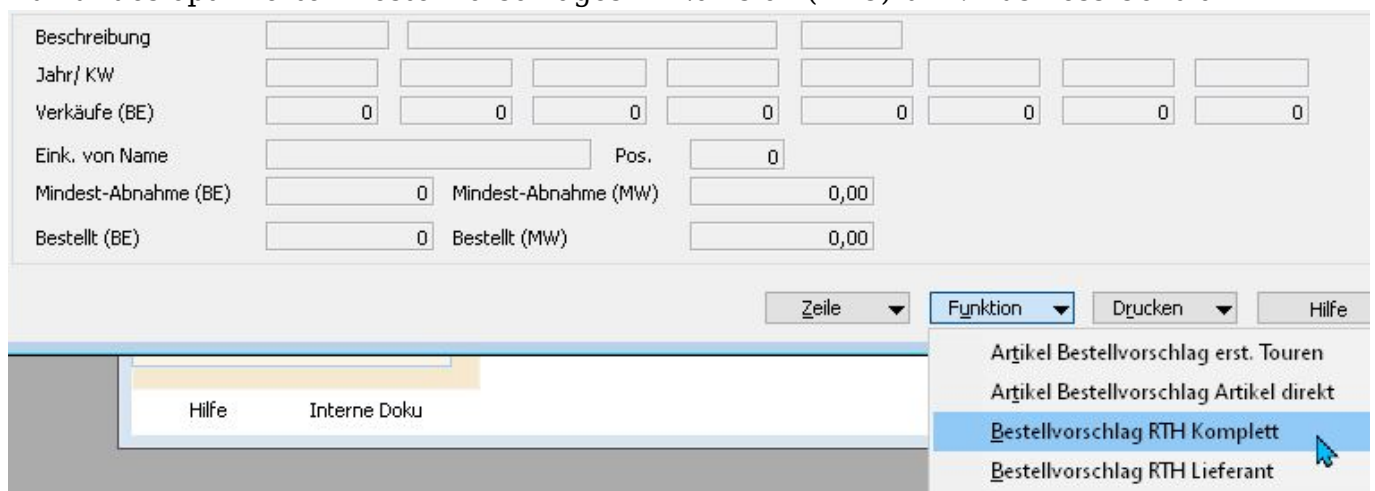 Beschreibung
Jahr/ KW
Verkäufe (BE) 0 0 0 0 0 0 0 0
Eink. von Name Pos. 0
Mindest-Abnahme (BE) 0 Mindest-Abnahme (MW) 0,00
Bestellt (BE) 0 Bestellt (MW) 0,00
Zeile Funktion Drucken Hilfe
Artikel Bestellvorschlag erst. Touren
Artikel Bestellvorschlag Artikel direkt
Hilfe Interne Doku
Bestellvorschlag RTH Komplett
Bestellvorschlag RTH Lieferant